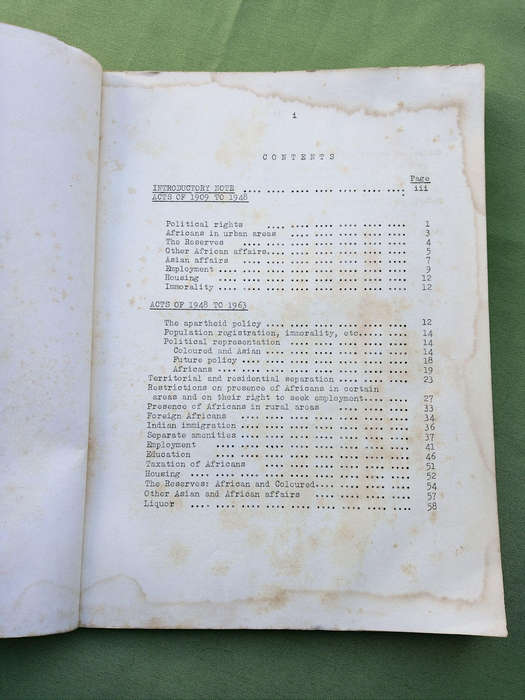 i
CONTENTS
Page
INTRODUCTORY NOTE .... .... .... .... .... .... .... iii
ACTS OF 1909 TO 1948
Political rights .... .... .... .... .... .... 1
Africans in urban areas .... .... .... .... .... .... 3
The Reserves .... .... .... .... .... .... .... 4
Other African affairs.... .... .... .... .... .... 5
Asian affairs .... .... .... .... .... .... .... 7
Employment .... .... .... .... .... .... .... .... 9
Housing .... .... .... .... .... .... .... 12
Immorality .... .... .... .... .... .... .... .... 12
ACTS OF 1948 TO 1963
The apartheid policy .... .... .... .... .... .... 12
Population registration, immorality, etc. .... .... .... 14
Political representation .... .... .... .... .... 14
Coloured and Asian .... .... .... .... .... .... 14
Future policy .... .... .... .... .... .... .... 18
Africans .... .... .... .... .... .... .... 19
Territorial and residential separation .... .... .... .... 23
Restrictions on presence of Africans in certain
areas and on their right to seek employment.... .... 27
Presence of Africans in rural areas .... .... .... .... 33
Foreign Africans .... .... .... .... .... .... .... 34
Indian immigration .... .... .... .... .... .... .... 36
Separate amenities .... .... .... .... .... .... .... 37
Employment .... .... .... .... .... .... .... .... 41
Education .... .... .... .... .... .... .... 46
Taxation of Africans .... .... .... .... .... .... 51
Housing .... .... .... .... .... .... .... .... 52
The Reserves: African and Coloured.... .... .... .... 54
Other Asian and African affairs .... .... .... .... 57
Liquor .... .... .... .... .... .... .... .... 58